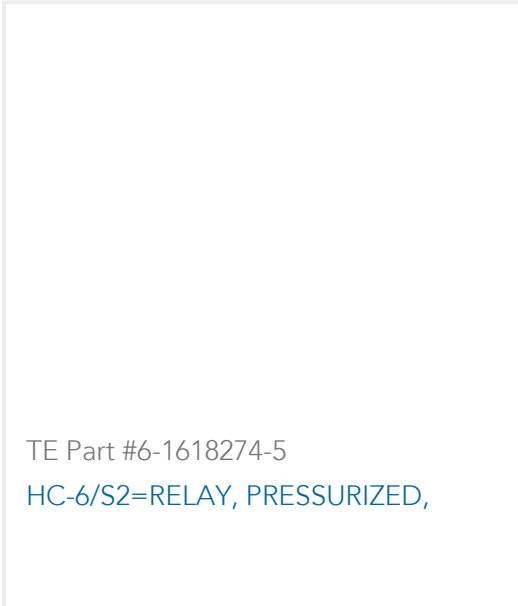 TE Part #6-1618274-5
HC-6/S2=RELAY, PRESSURIZED,